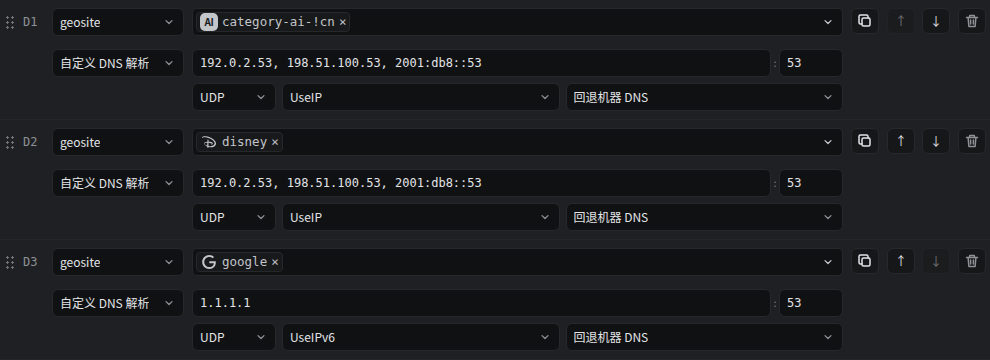 D1 geosite AI category-ai-!cn ×
自定义 DNS 解析 192.0.2.53, 198.51.100.53, 2001:db8::53 : 53
UDP UseIP 回退机器 DNS
D2 geosite disney ×
自定义 DNS 解析 192.0.2.53, 198.51.100.53, 2001:db8::53 : 53
UDP UseIP 回退机器 DNS
D3 geosite google ×
自定义 DNS 解析 1.1.1.1 : 53
UDP UseIPv6 回退机器 DNS